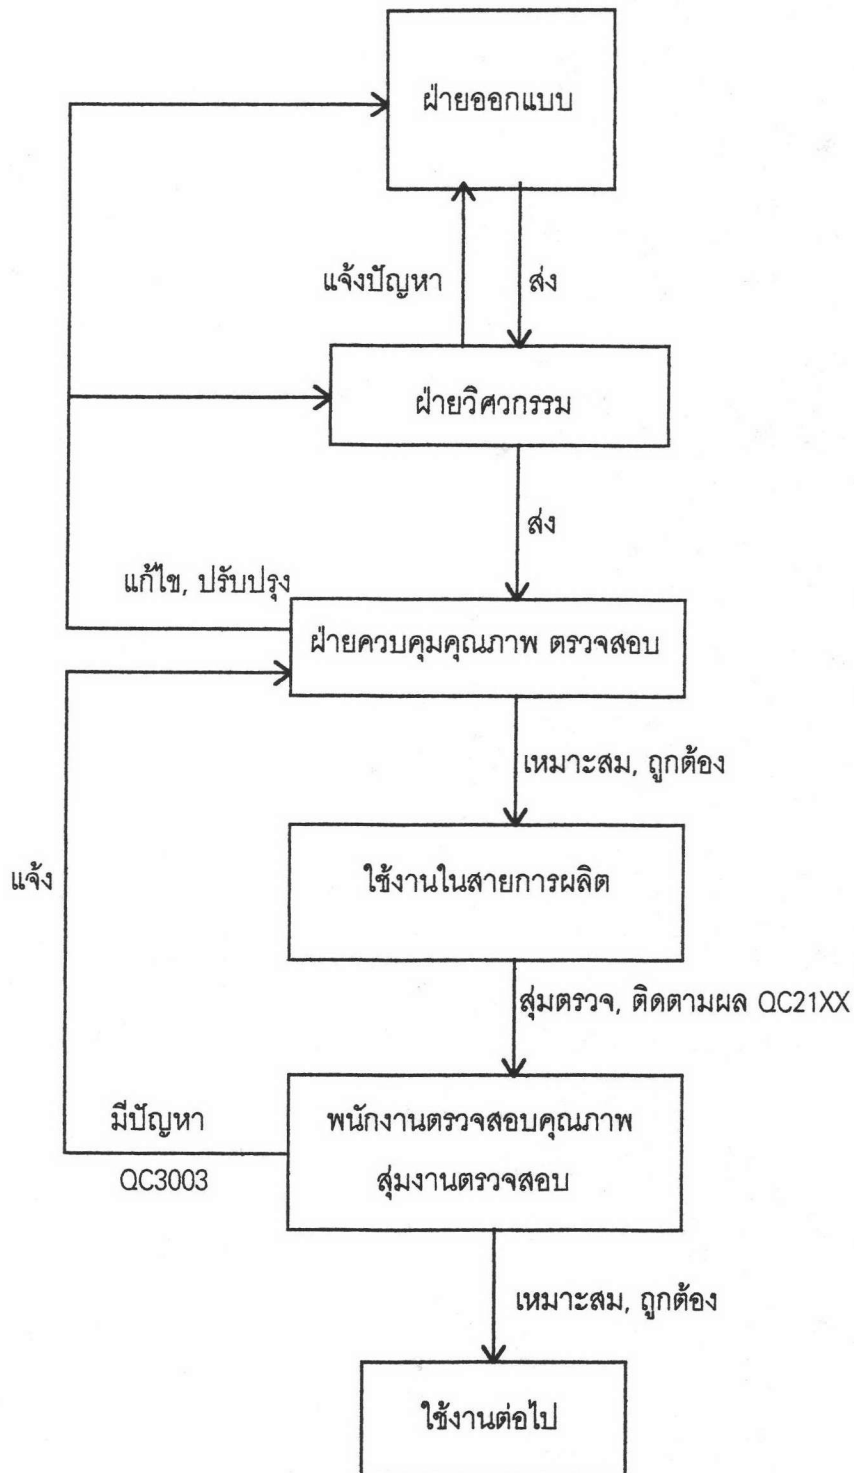 ฝ่ายออกแบบ
แจ้งปัญหา
ส่ง
ฝ่ายวิศวกรรม
ส่ง
แก้ไข, ปรับปรุง
ฝ่ายควบคุมคุณภาพ ตรวจสอบ
เหมาะสม, ถูกต้อง
แจ้ง
ใช้งานในสายการผลิต
สุ่มตรวจ, ติดตามผล QC21XX
มีปัญหา
QC3003
พนักงานตรวจสอบคุณภาพ
สุ่มงานตรวจสอบ
เหมาะสม, ถูกต้อง
ใช้งานต่อไป